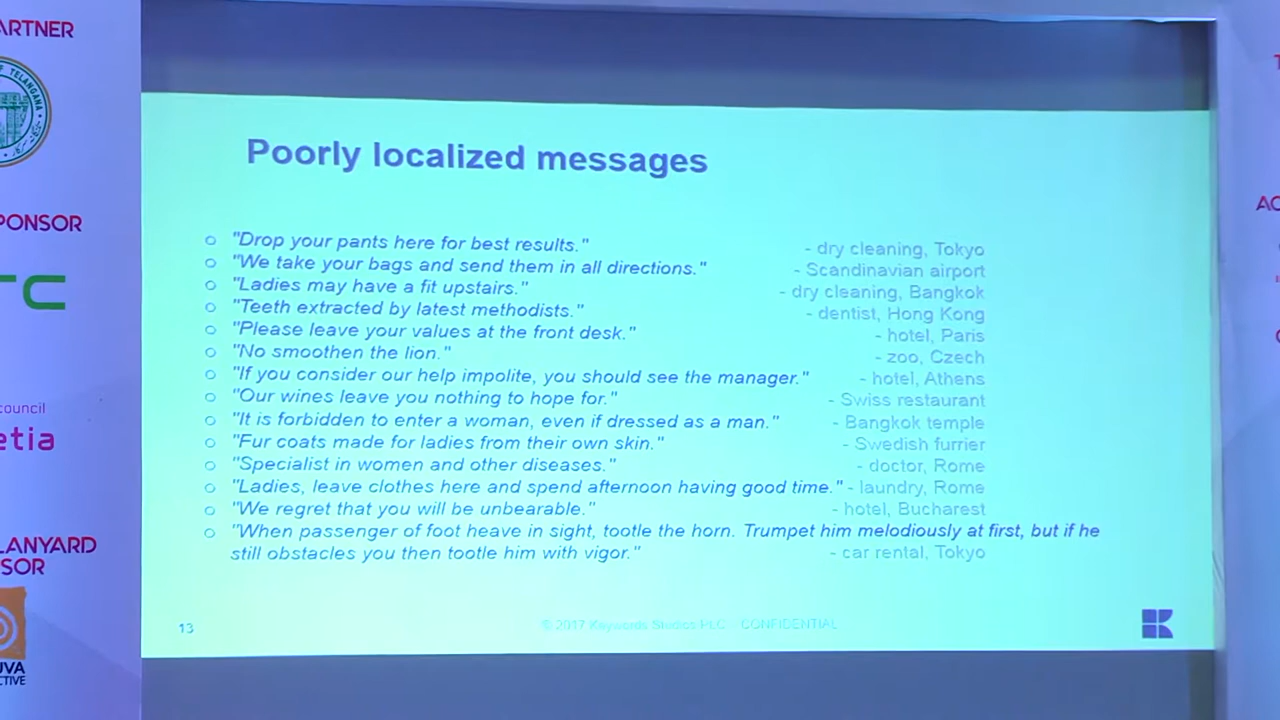 ARTNER
OF TELANGANA
PONSOR
TC
council
etia
LANYARD
SOR
UVA
CTIVE
Poorly localized messages
"Drop your pants here for best results." - dry cleaning, Tokyo
"We take your bags and send them in all directions." - Scandinavian airport
"Ladies may have a fit upstairs." - dry cleaning, Bangkok
"Teeth extracted by latest methodists." - dentist, Hong Kong
"Please leave your values at the front desk." - hotel, Paris
"No smoothen the lion." - zoo, Czech
"If you consider our help impolite, you should see the manager." - hotel, Athens
"Our wines leave you nothing to hope for." - Swiss restaurant
"It is forbidden to enter a woman, even if dressed as a man." - Bangkok temple
"Fur coats made for ladies from their own skin." - Swedish furrier
"Specialist in women and other diseases." - doctor, Rome
"Ladies, leave clothes here and spend afternoon having good time." - laundry, Rome
"We regret that you will be unbearable." - hotel, Bucharest
"When passenger of foot heave in sight, tootle the horn. Trumpet him melodiously at first, but if he
still obstacles you then tootle him with vigor." - car rental, Tokyo
13
© 2017 Keywords Studios PLC - CONFIDENTIAL
K
AC